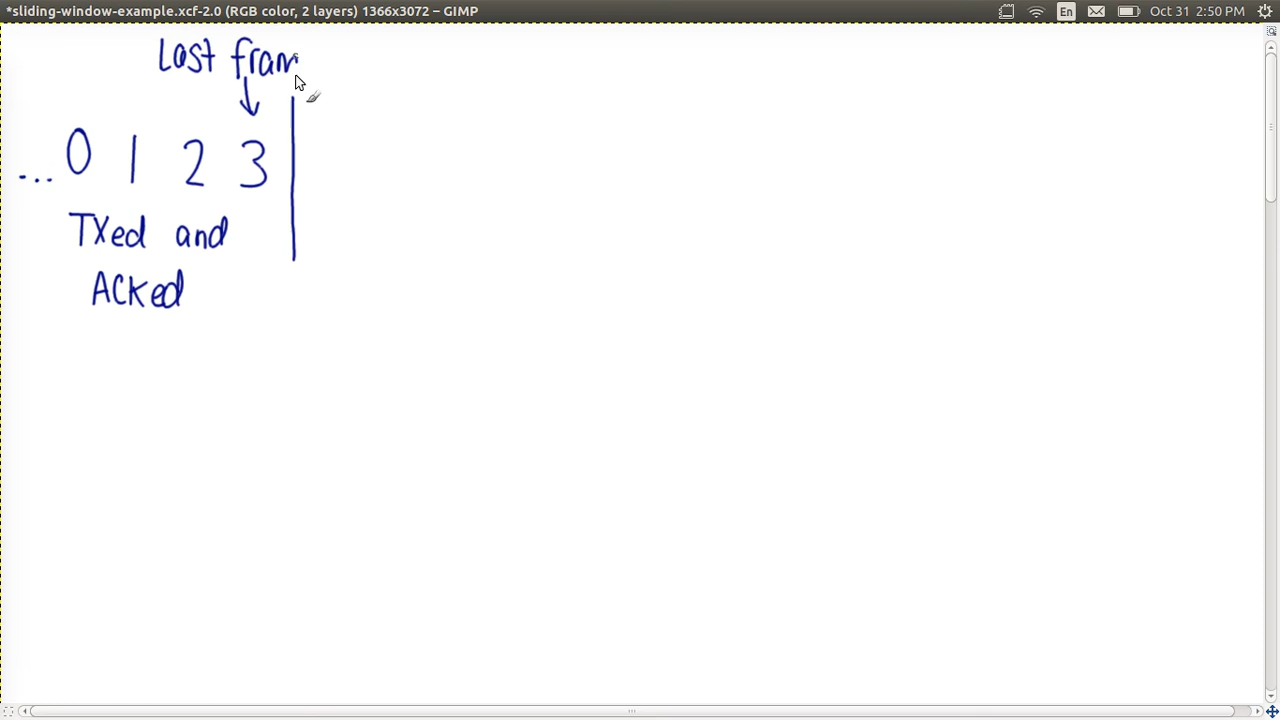 *sliding-window-example.xcf-2.0 (RGB color, 2 layers) 1366x3072 – GIMP
En
Oct 31 2:50 PM
Last fram
...0 1 2 3
TXed and
ACKed